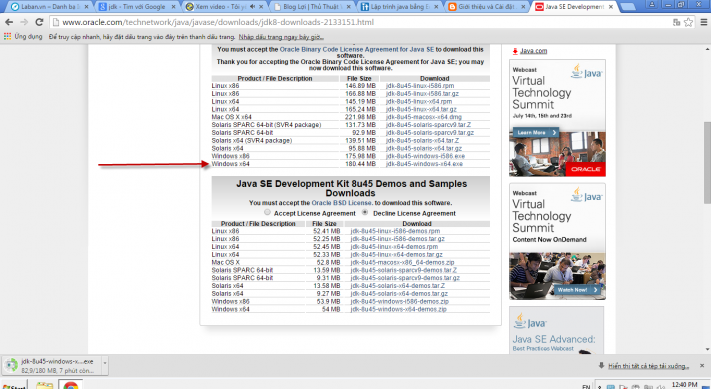 Laban.vn – Danh bạ
jdk - Tìm với Google
Xem video - Tôi y
Blog Lợi | Thủ Thuật
Lập trình java bằng E
Giới thiệu và Cài đặt
Java SE Development
www.oracle.com/technetwork/java/javase/downloads/jdk8-downloads-2133151.html
Ứng dụng Để truy cập nhanh, hãy đặt dấu trang vào đây trên thanh dấu trang. Nhập dấu trang ngay bây giờ...
You must accept the Oracle Binary Code License Agreement for Java SE to download this
software.
Thank you for accepting the Oracle Binary Code License Agreement for Java SE; you may
now download this software.
Product / File Description File Size Download
Linux x86 146.89 MB jdk-8u45-linux-i586.rpm
Linux x86 166.88 MB jdk-8u45-linux-i586.tar.gz
Linux x64 145.19 MB jdk-8u45-linux-x64.rpm
Linux x64 165.24 MB jdk-8u45-linux-x64.tar.gz
Mac OS X x64 221.98 MB jdk-8u45-macosx-x64.dmg
Solaris SPARC 64-bit (SVR4 package) 131.73 MB jdk-8u45-solaris-sparcv9.tar.Z
Solaris SPARC 64-bit 92.9 MB jdk-8u45-solaris-sparcv9.tar.gz
Solaris x64 (SVR4 package) 139.51 MB jdk-8u45-solaris-x64.tar.Z
Solaris x64 95.88 MB jdk-8u45-solaris-x64.tar.gz
Windows x86 175.98 MB jdk-8u45-windows-i586.exe
Windows x64 180.44 MB jdk-8u45-windows-x64.exe
Java SE Development Kit 8u45 Demos and Samples
Downloads
You must accept the Oracle BSD License. to download this software.
Accept License Agreement Decline License Agreement
Product / File Description File Size Download
Linux x86 52.41 MB jdk-8u45-linux-i586-demos.rpm
Linux x86 52.25 MB jdk-8u45-linux-i586-demos.tar.gz
Linux x64 52.45 MB jdk-8u45-linux-x64-demos.rpm
Linux x64 52.33 MB jdk-8u45-linux-x64-demos.tar.gz
Mac OS X 52.8 MB jdk-8u45-macosx-x86_64-demos.zip
Solaris SPARC 64-bit 13.59 MB jdk-8u45-solaris-sparcv9-demos.tar.Z
Solaris SPARC 64-bit 9.31 MB jdk-8u45-solaris-sparcv9-demos.tar.gz
Solaris x64 13.58 MB jdk-8u45-solaris-x64-demos.tar.Z
Solaris x64 9.27 MB jdk-8u45-solaris-x64-demos.tar.gz
Windows x86 53.9 MB jdk-8u45-windows-i586-demos.zip
Windows x64 54 MB jdk-8u45-windows-x64-demos.zip
Java.com
Webcast
Java
Virtual
Technology
Summit
July 14th, 15th and 23rd
Learn More
ORACLE
Webcast
Java
Virtual
Technology
Summit
Content Now OnDemand
Watch Now!
Java
Java SE Advanced:
Best Practices Webcast
jdk-8u45-windows-x....exe
82,9/180 MB, 7 phút còn...
Hiển thị tất cả tệp tải xuống...
Start
EN
12:40 PM